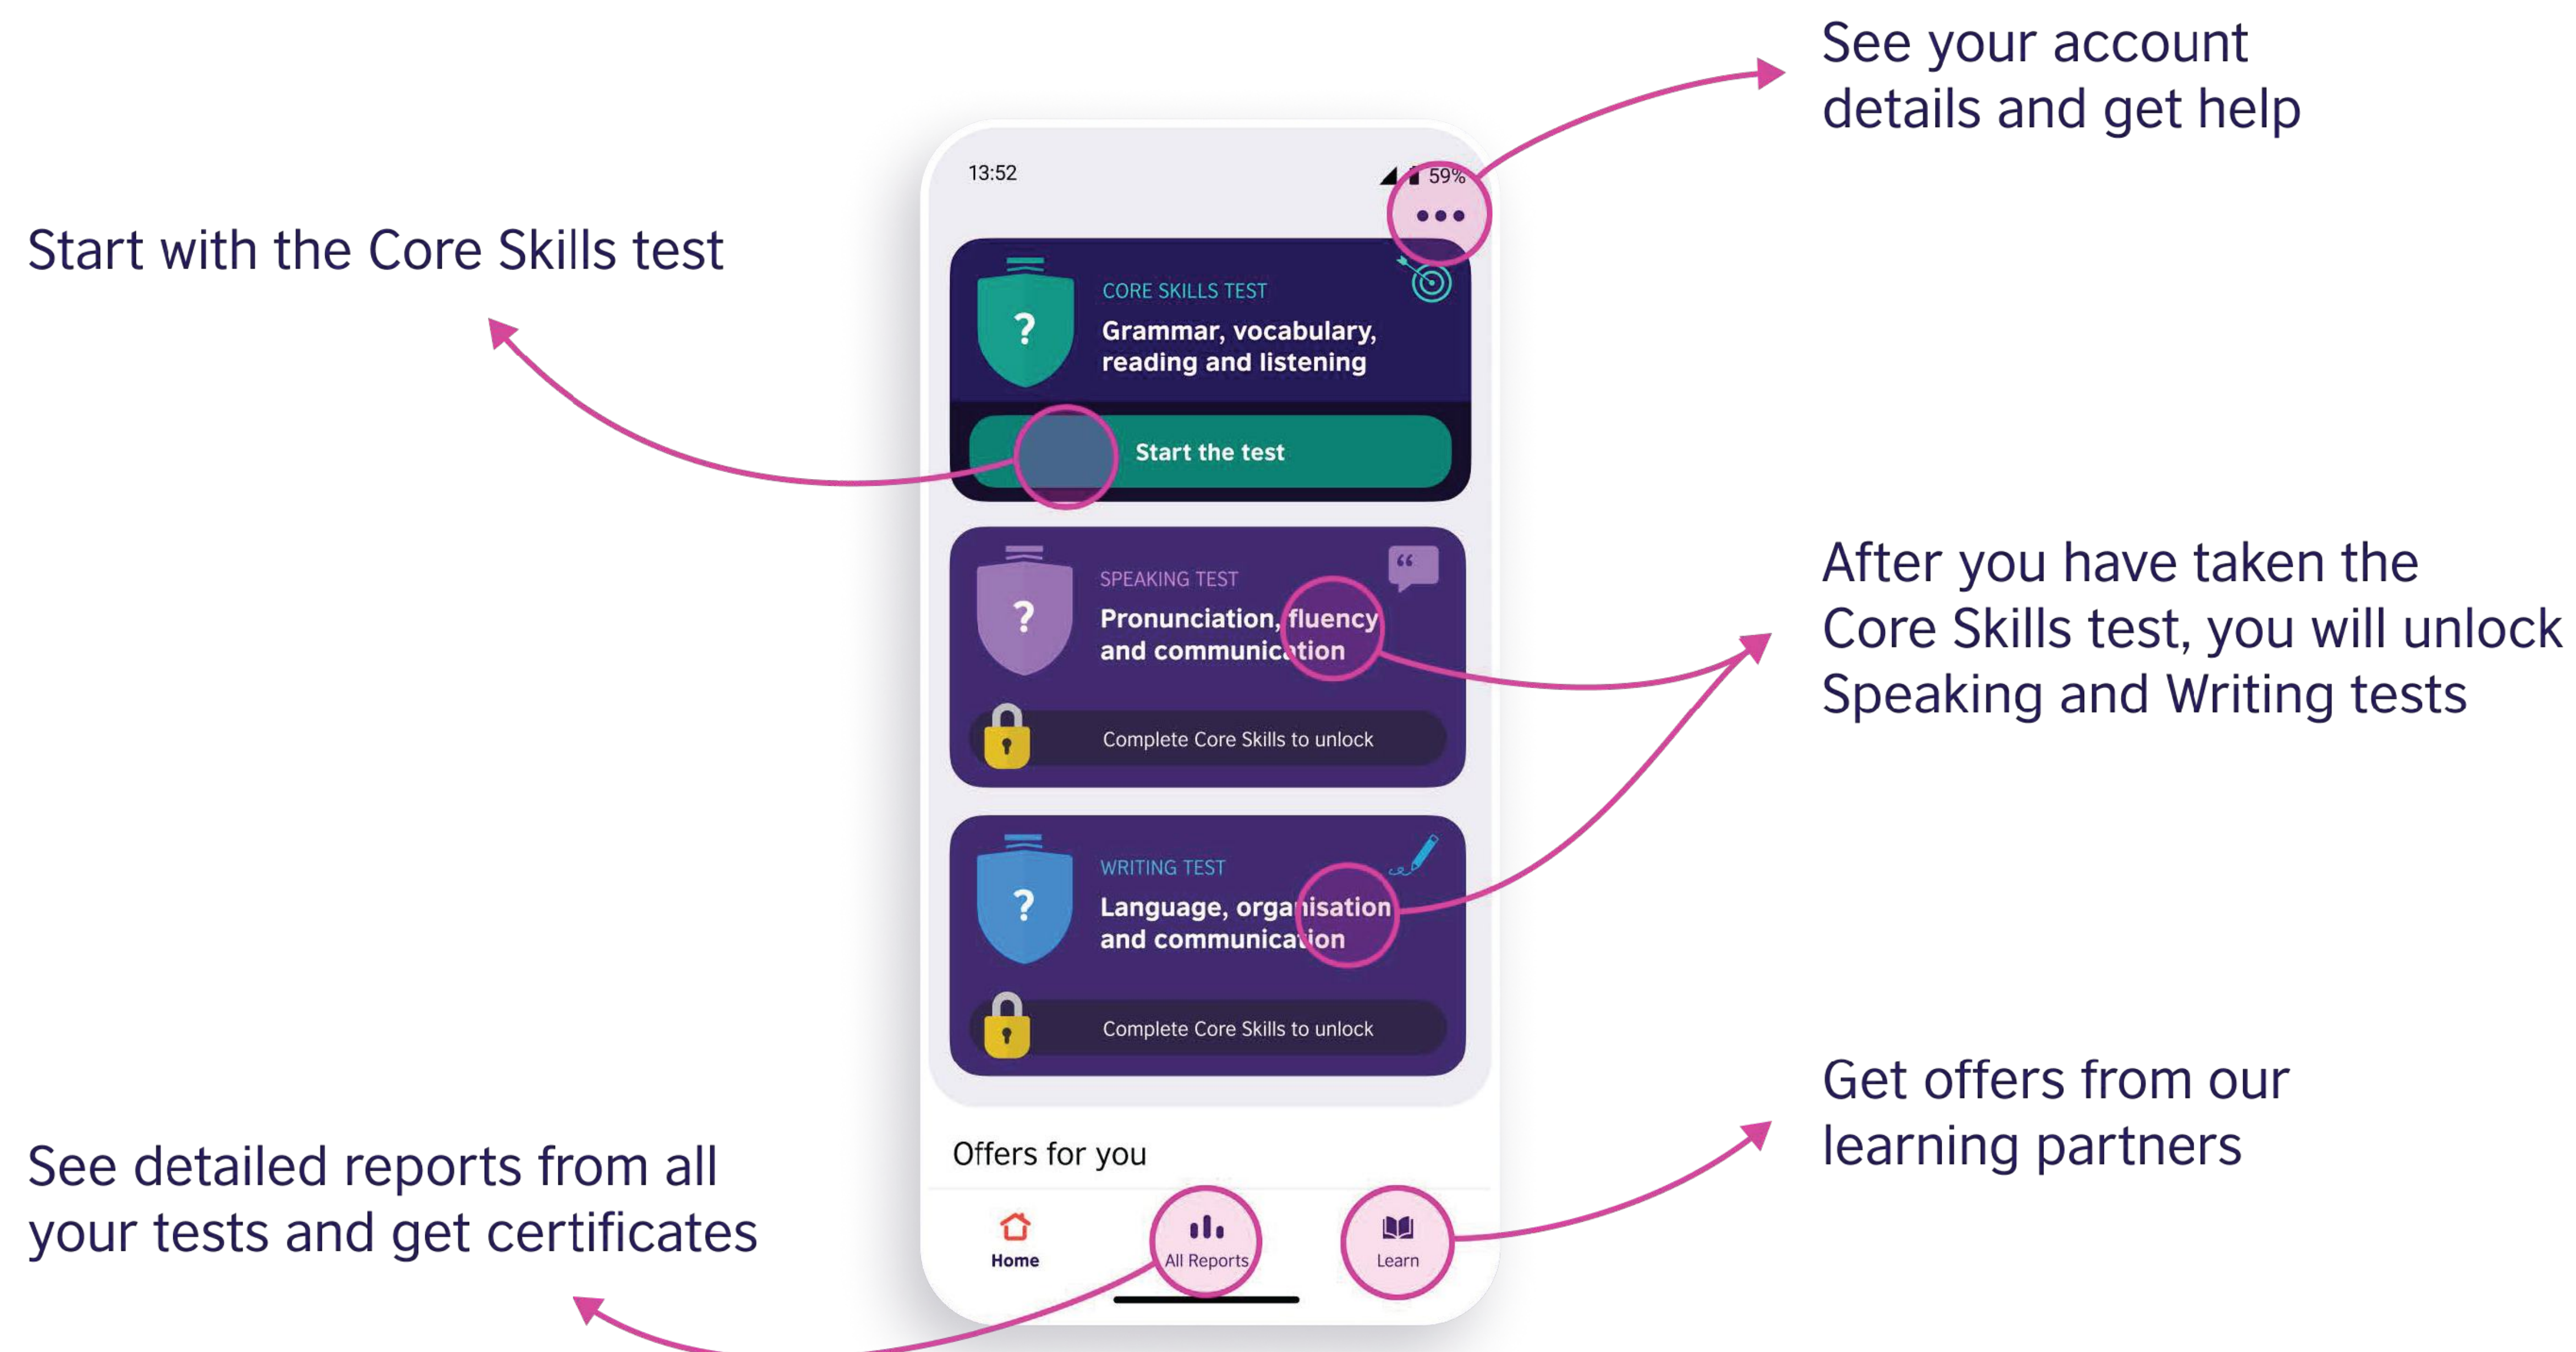 See your account
details and get help
Start with the Core Skills test
13:52
59%
CORE SKILLS TEST
?
Grammar, vocabulary,
reading and listening
Start the test
SPEAKING TEST
“
?
Pronunciation, fluency
and communication
Complete Core Skills to unlock
After you have taken the
Core Skills test, you will unlock
Speaking and Writing tests
WRITING TEST
?
Language, organisation
and communication
Complete Core Skills to unlock
Get offers from our
learning partners
Offers for you
See detailed reports from all
your tests and get certificates
Home
All Reports
Learn